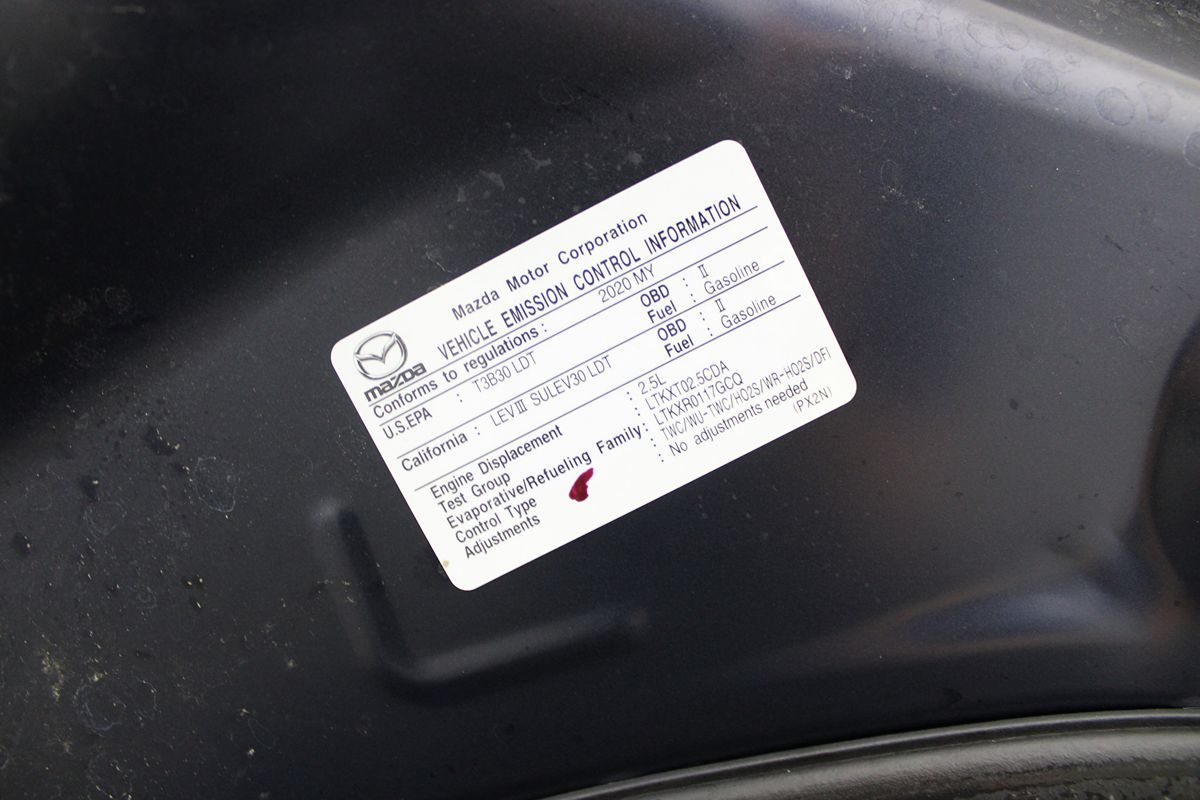 Mazda Motor Corporation
mazda VEHICLE EMISSION CONTROL INFORMATION
Conforms to regulations : 2020 MY
U.S.EPA : T3B30 LDT OBD : II
Fuel : Gasoline
California : LEVⅢ SULEV30 LDT OBD : II
Fuel : Gasoline
Engine Displacement : 2.5L
Test Group : LTKXT02.5CDA
Evaporative/Refueling Family : LTKXR0117GCQ
Control Type : TWC/WU-TWC/HO2S/WR-HO2S/DFI
Adjustments : No adjustments needed
(PX2N)